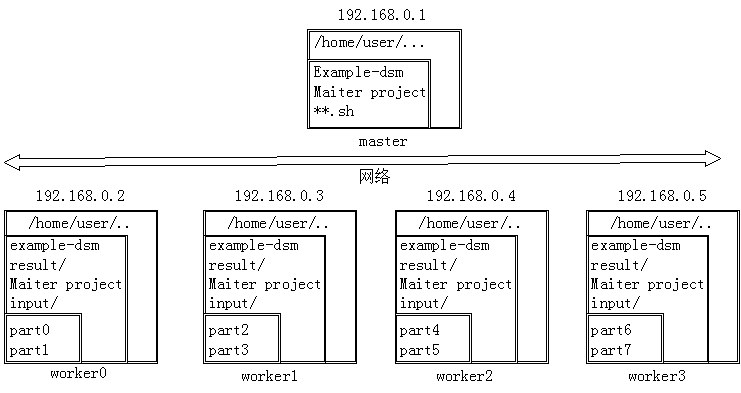 192.168.0.1
/home/user/...
Example-dsm
Maiter project
**.sh
master
网络
192.168.0.2
/home/user/..
example-dsm
result/
Maiter project
input/
part0
part1
worker0
192.168.0.3
/home/user/..
example-dsm
result/
Maiter project
input/
part2
part3
worker1
192.168.0.4
/home/user/..
example-dsm
result/
Maiter project
input/
part4
part5
worker2
192.168.0.5
/home/user/..
example-dsm
result/
Maiter project
input/
part6
part7
worker3